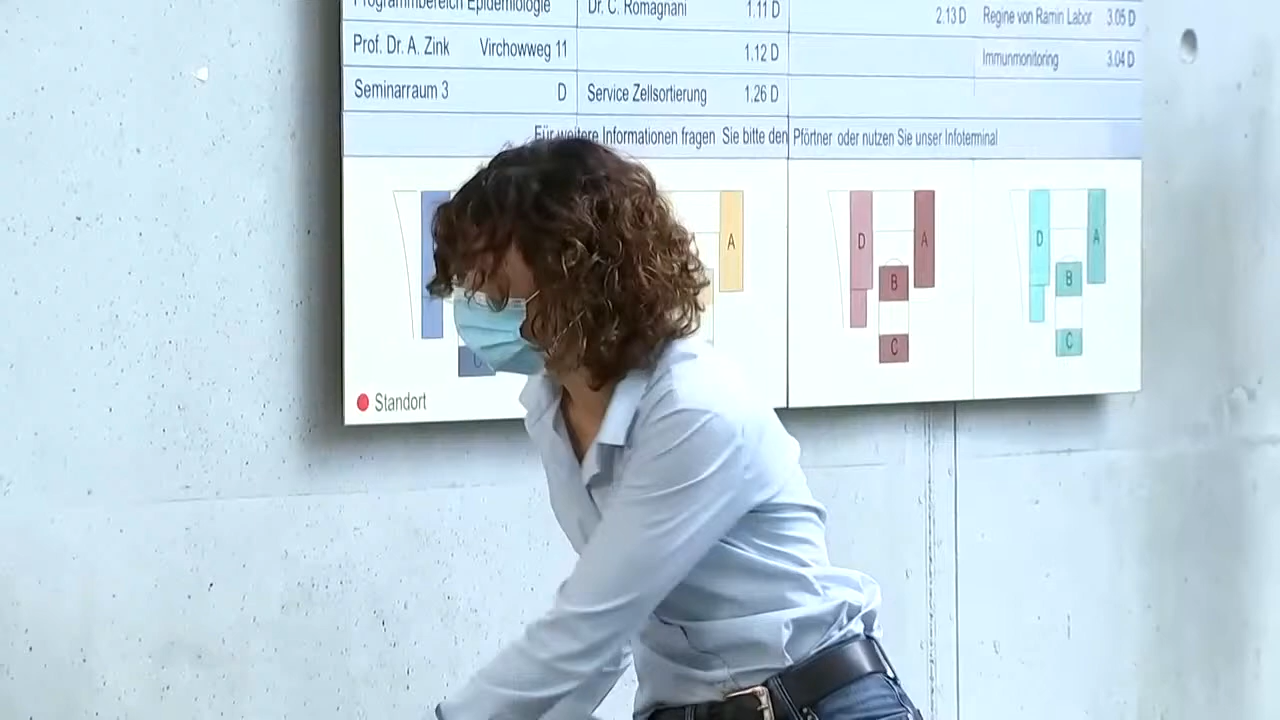 Programmbereich Epidemiologie
Dr. C. Romagnani 1.11 D
2.13 D
Regine von Ramin Labor 3.05 D
Prof. Dr. A. Zink Virchowweg 11
1.12 D
Immunmonitoring 3.04 D
Seminarraum 3 D
Service Zellsortierung 1.26 D
Für weitere Informationen fragen Sie bitte den Pförtner oder nutzen Sie unser Infoterminal
A
D
A
B
C
D
A
B
C
C
Standort